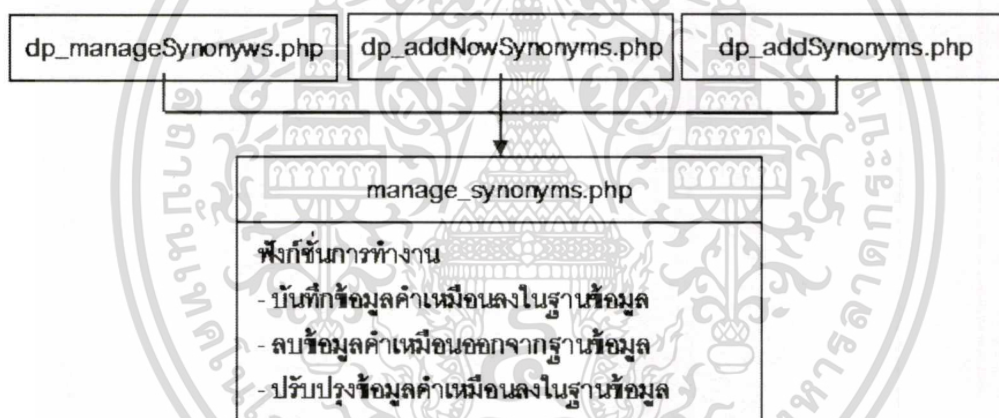 dp_manageSynonyws.php dp_addNowSynonyms.php dp_addSynonyms.php
manage_synonyms.php
ฟังก์ชั่นการทำงาน
- บันทึกข้อมูลคำเหมือนลงในฐานข้อมูล
- ลบข้อมูลคำเหมือนออกจากฐานข้อมูล
- ปรับปรุงข้อมูลคำเหมือนลงในฐานข้อมูล